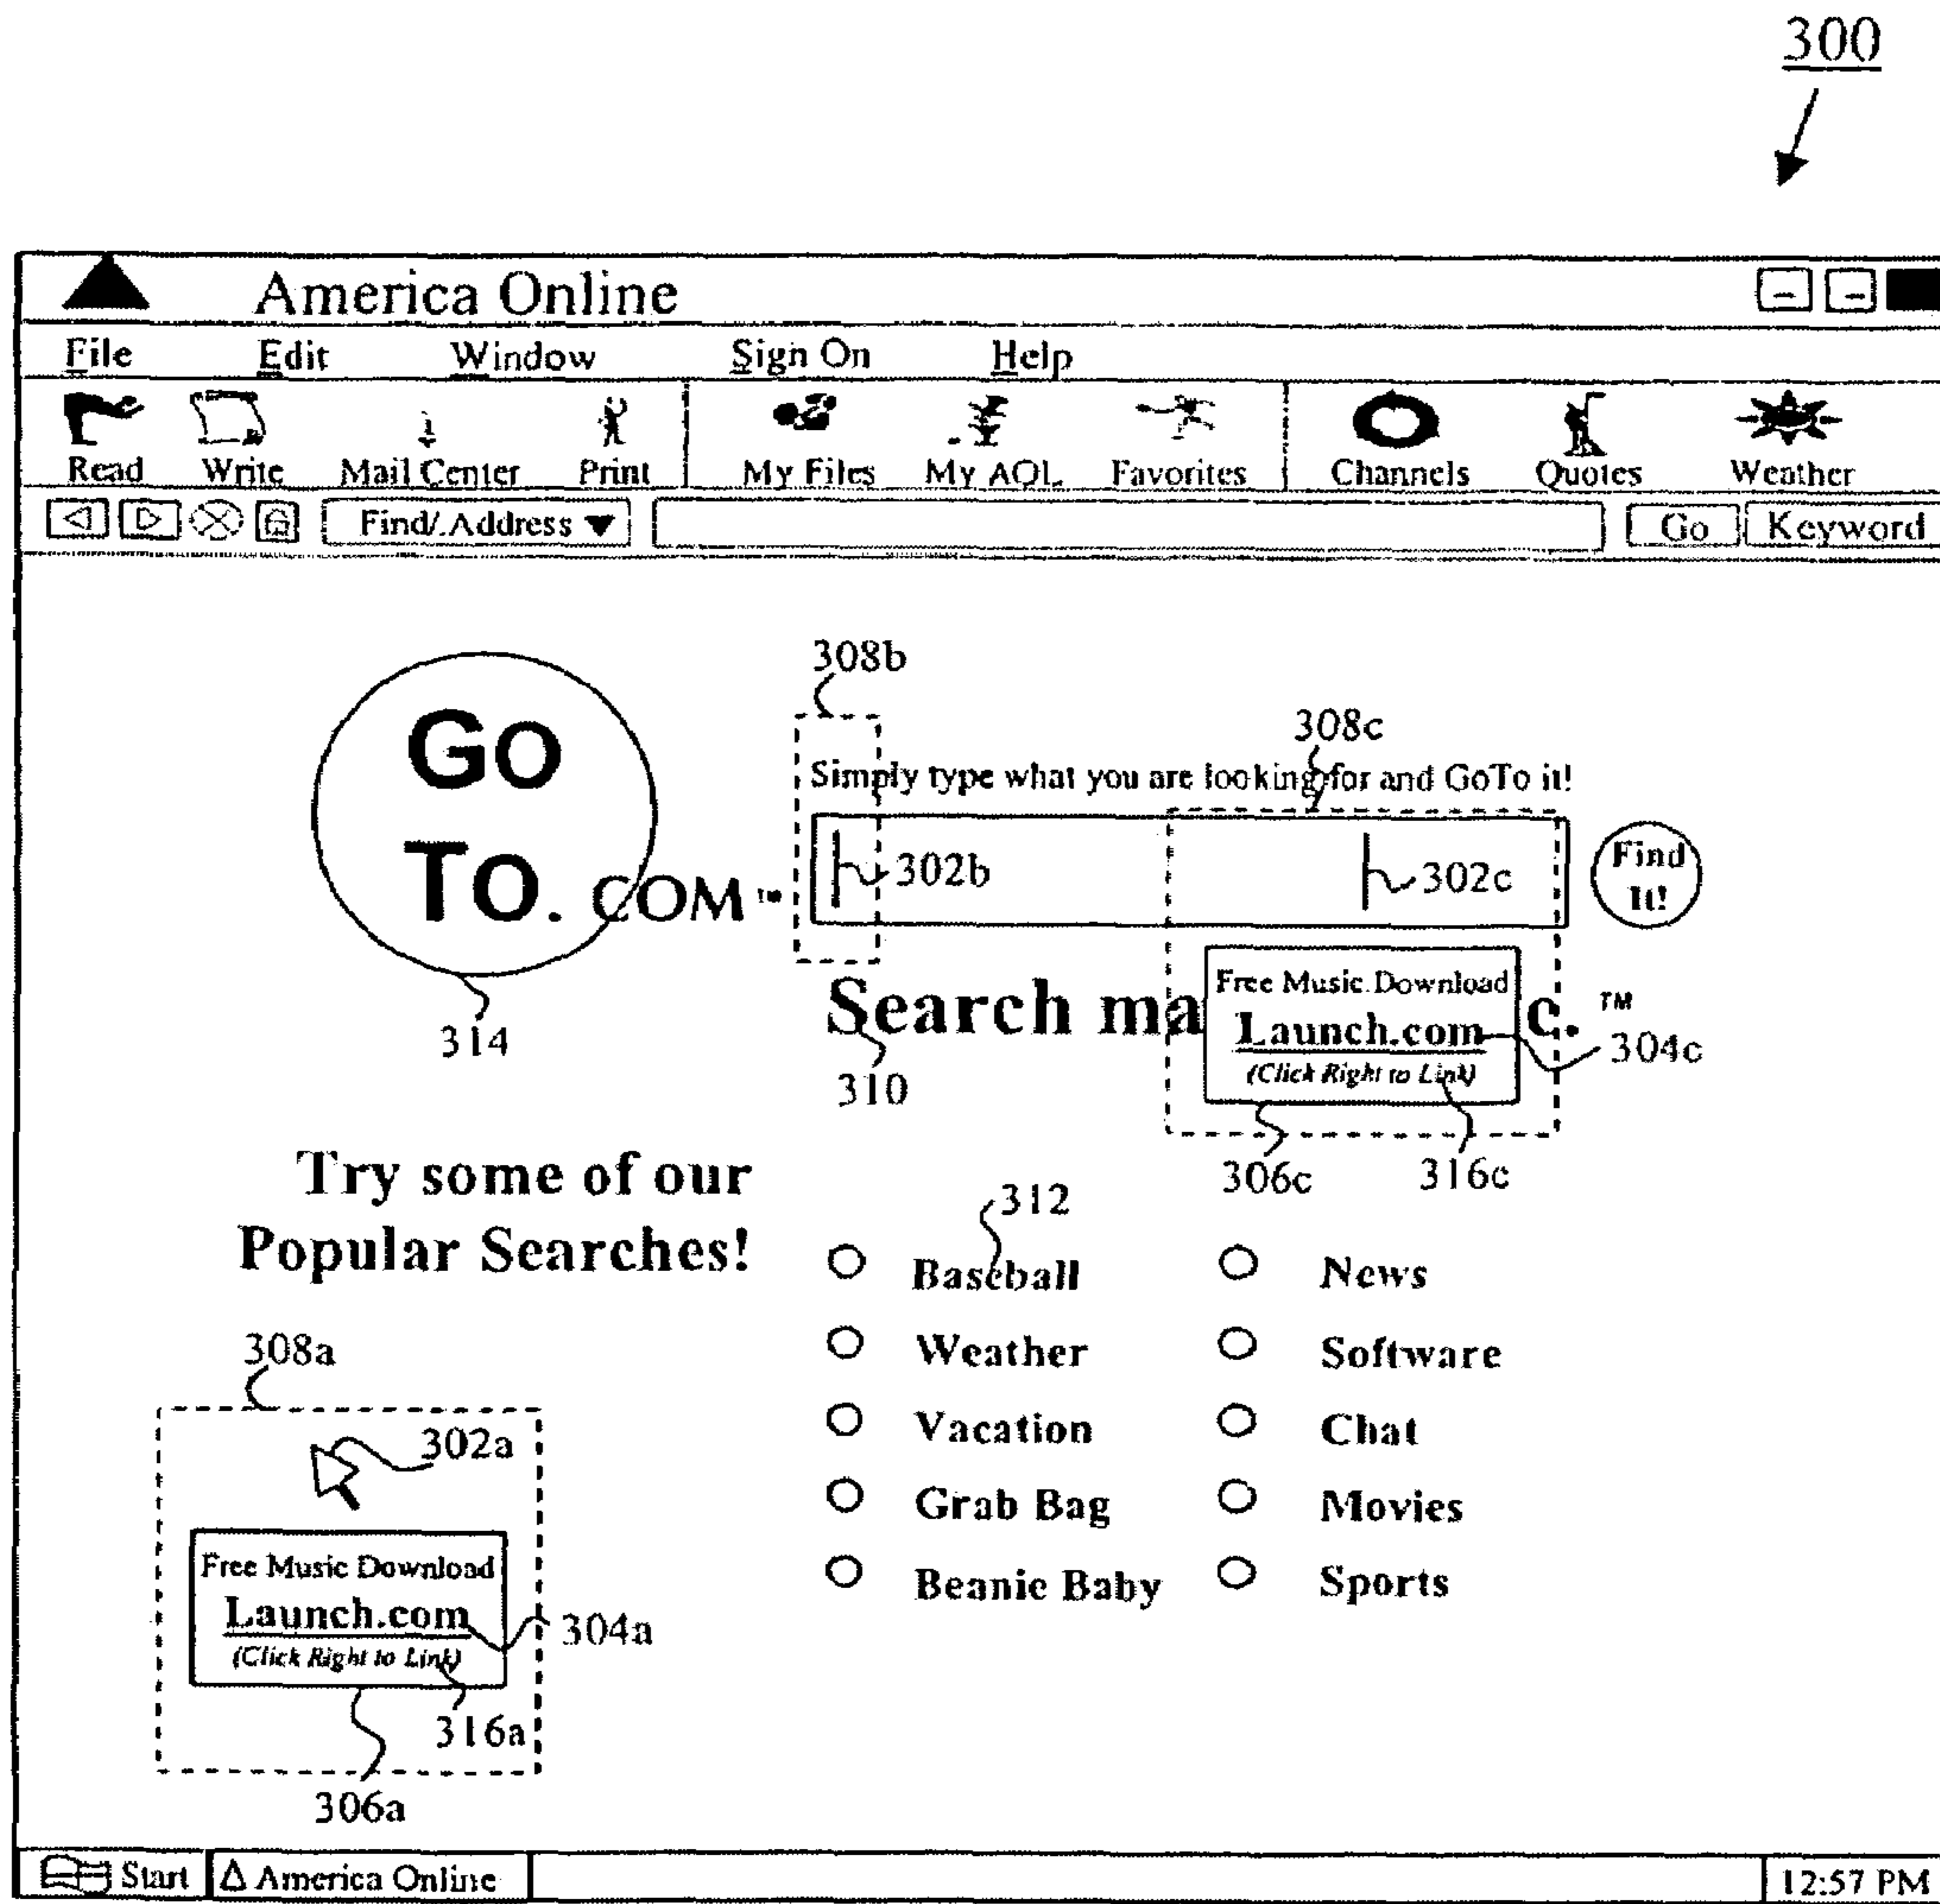 300
America Online
File Edit Window Sign On Help
Read Write Mail Center Print My Files My AOL Favorites Channels Quotes Weather
Find/.Address Go Keyword
308b
308c
GO
TO. COM™
Simply type what you are looking for and GoTo it!
302b 302c
Find
It!
314
Search ma c.™
310
Free Music.Download
Launch.com
304c
(Click Right to Link)
306c 316c
Try some of our
Popular Searches!
312
Baseball News
Weather Software
Vacation Chat
Grab Bag Movies
Beanie Baby Sports
308a
302a
Free Music Download
Launch.com
304a
(Click Right to Link)
316a
306a
Start America Online 12:57 PM